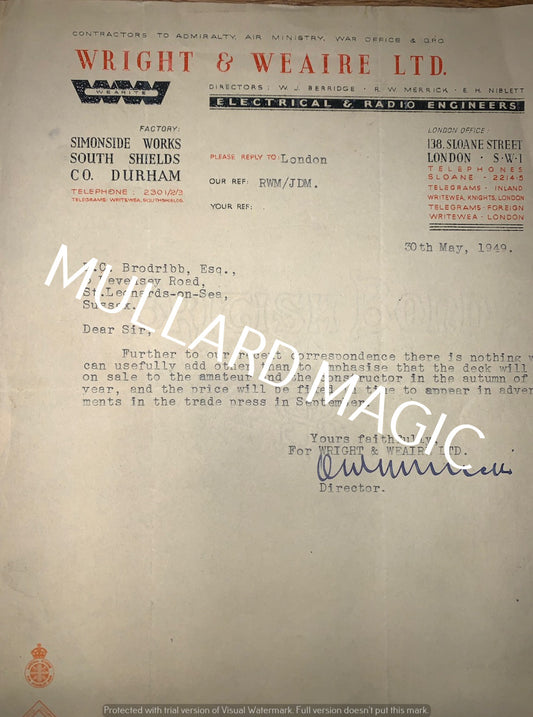 CONTRACTORS TO ADMIRALTY, AIR MINISTRY, WAR OFFICE & G.P.O.
WRIGHT & WEAIRE LTD.
WEARITE
DIRECTORS: W. J. BERRIDGE · R. W. MERRICK · E. H. NIBLETT
ELECTRICAL & RADIO ENGINEERS
FACTORY:
SIMONSIDE WORKS
SOUTH SHIELDS
CO. DURHAM
TELEPHONE: 2301/2/3
TELEGRAMS: WRITEWEA, SOUTHSHIELDS.
PLEASE REPLY TO: London
OUR REF: RWM/JDM.
YOUR REF:
LONDON OFFICE:
138, SLOANE STREET
LONDON · S·W·1
TELEPHONES
SLOANE - 2214·5
TELEGRAMS - INLAND
WRITEWEA, KNIGHTS, LONDON
TELEGRAMS - FOREIGN
WRITEWEA - LONDON
30th May, 1949.
Brodribb, Esq.,
Pevensey Road,
St.Leonards-on-Sea,
Sussex.
Dear Sir,
Further to our recent correspondence there is nothing w
can usefully add other than to emphasise that the deck will
on sale to the amateur and the constructor in the autumn of
year, and the price will be fixed in time to appear in adver
ments in the trade press in September.
Yours faithfully,
For WRIGHT & WEAIRE LTD.
Director.
MULLARD MAGIC
Protected with trial version of Visual Watermark. Full version doesn't put this mark.